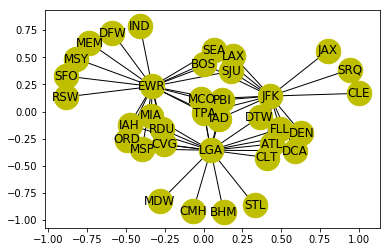 0.75
0.50
0.25
0.00
−0.25
−0.50
−0.75
−1.00
−1.00 −0.75 −0.50 −0.25 0.00 0.25 0.50 0.75 1.00
IND
DFW
MEM
MSY
SFO
RSW
EWR
SEA
LAX
BOS
SJU
JAX
SRQ
CLE
JFK
MCO
PBI
TPA
IAD
MIA
IAH
RDU
ORD
CVG
MSP
DTW
FLL
DEN
ATL
DCA
CLT
LGA
MDW
CMH
BHM
STL